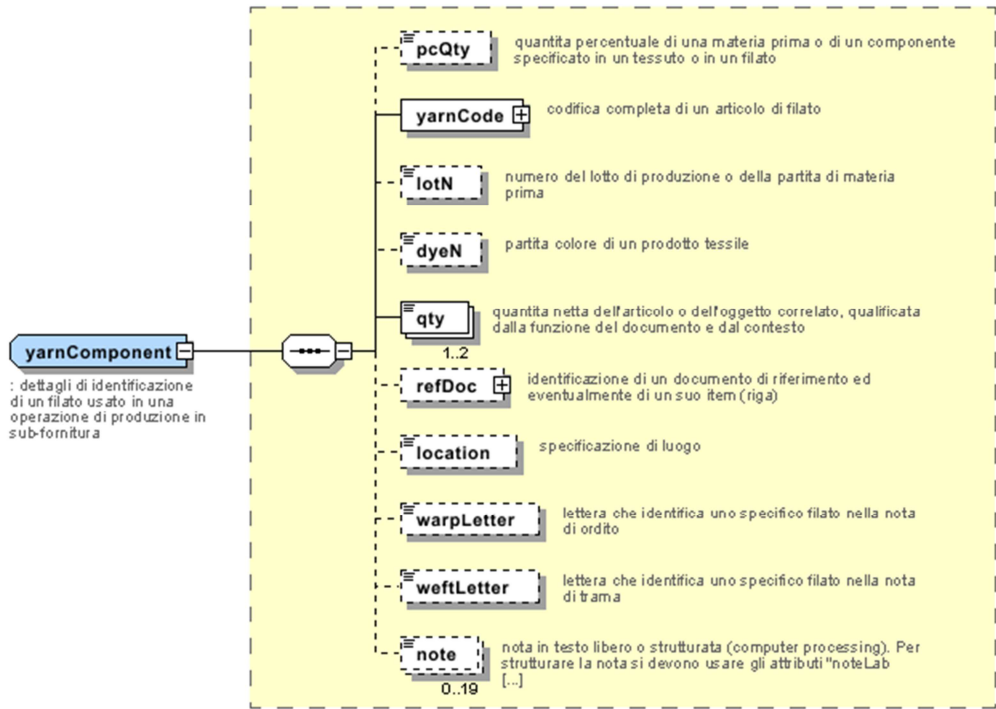 pcQty
quantita percentuale di una materia prima o di un componente
specificato in un tessuto o in un filato
yarnCode
codifica completa di un articolo di filato
lotN
numero del lotto di produzione o della partita di materia
prima
dyeN
partita colore di un prodotto tessile
qty
1..2
quantita netta dell'articolo o dell'oggetto correlato, qualificata
dalla funzione del documento e dal contesto
yarnComponent
: dettagli di identificazione
di un filato usato in una
operazione di produzione in
sub-fornitura
refDoc
identificazione di un documento di riferimento ed
eventualmente di un suo item (riga)
location
specificazione di luogo
warpLetter
lettera che identifica uno specifico filato nella nota
di ordito
weftLetter
lettera che identifica uno specifico filato nella nota
di trama
note
0..19
nota in testo libero o strutturata (computer processing). Per
strutturare la nota si devono usare gli attributi "noteLab
[...]